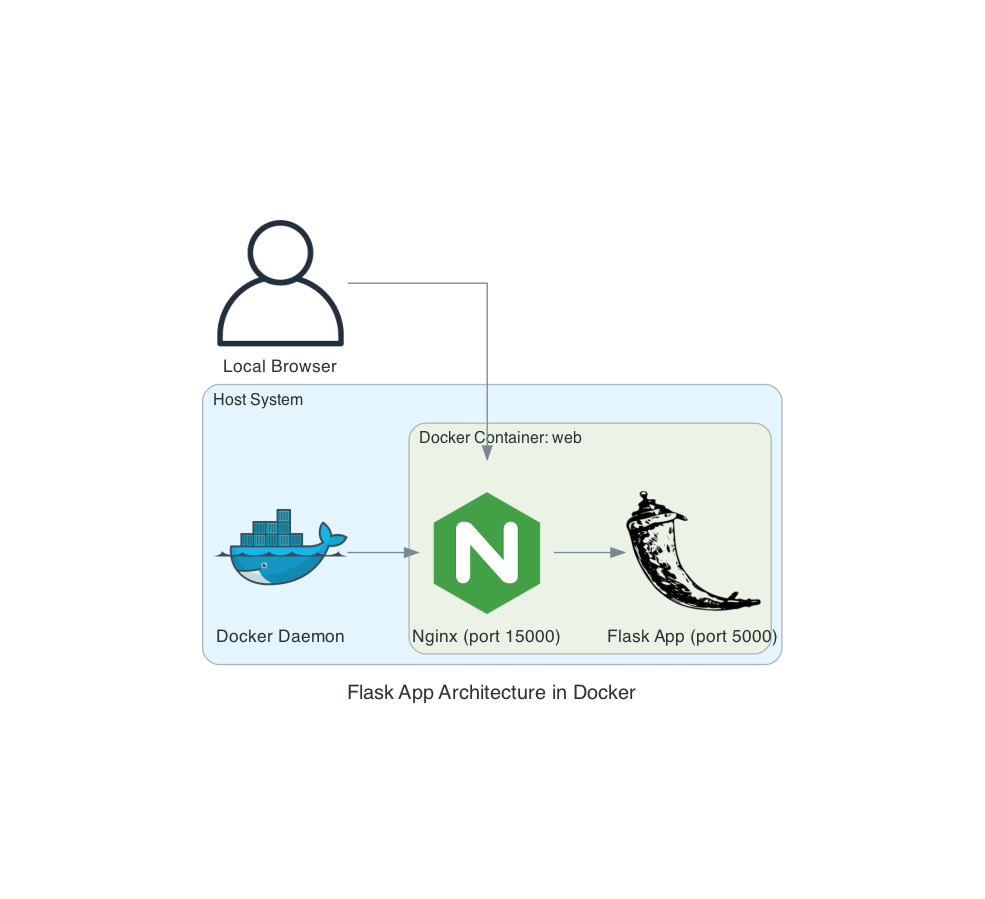 Local Browser
Host System
Docker Container: web
Docker Daemon
Nginx (port 15000)
Flask App (port 5000)
Flask App Architecture in Docker